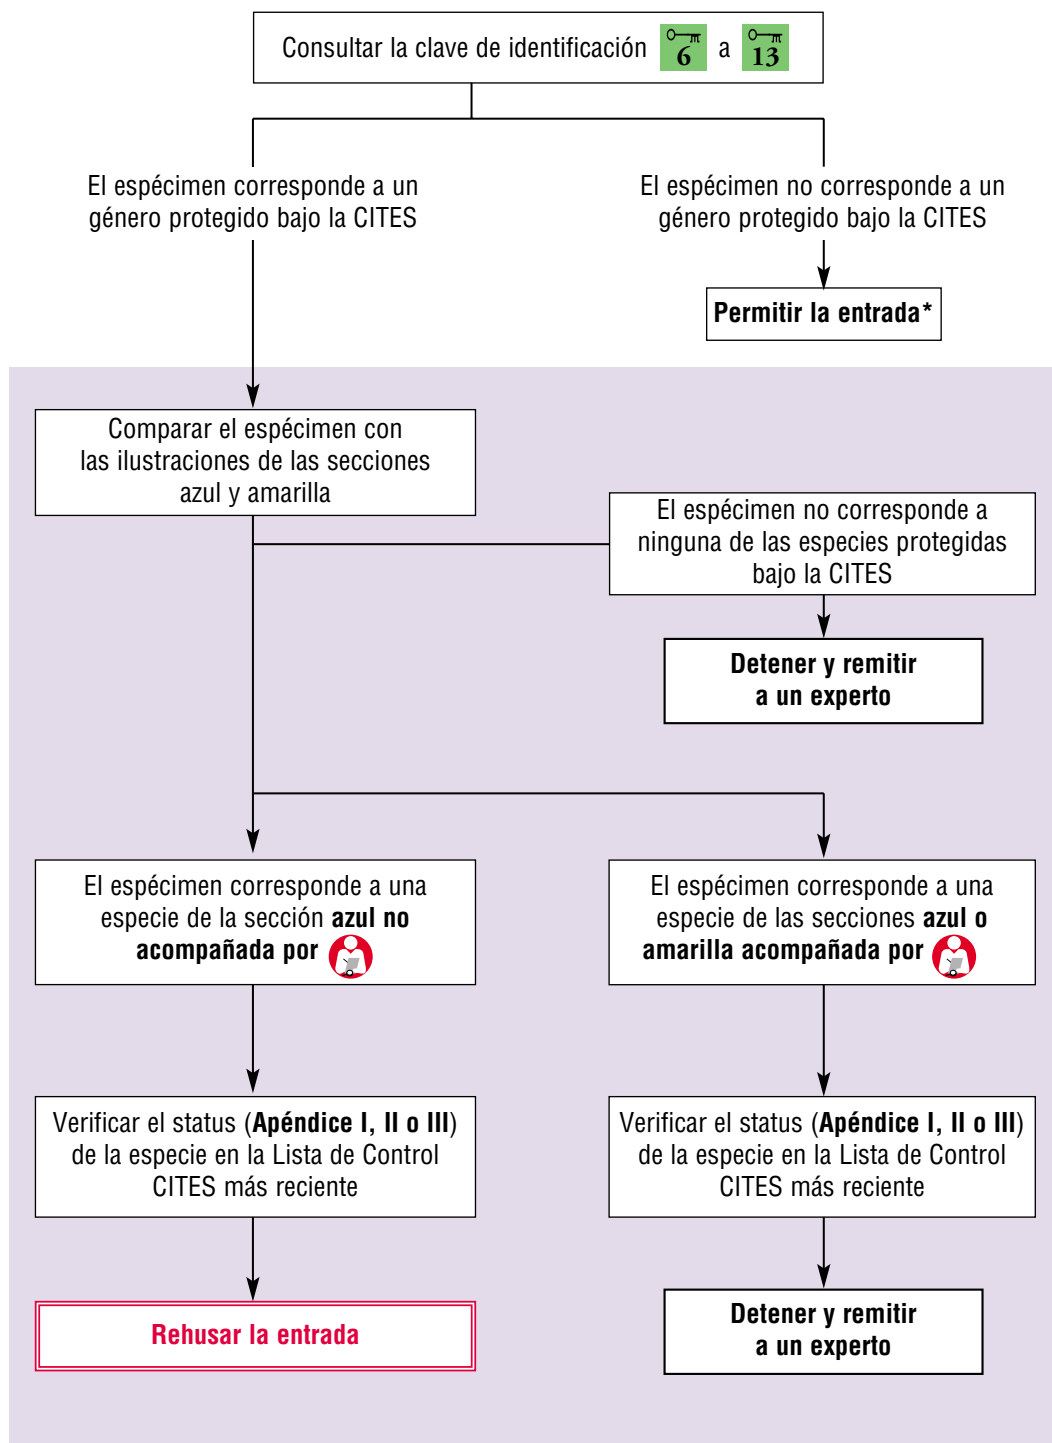 Consultar la clave de identificación 6 a 13
El espécimen corresponde a un
género protegido bajo la CITES
El espécimen no corresponde a un
género protegido bajo la CITES
Permitir la entrada*
Comparar el espécimen con
las ilustraciones de las secciones
azul y amarilla
El espécimen no corresponde a
ninguna de las especies protegidas
bajo la CITES
Detener y remitir
a un experto
El espécimen corresponde a una
especie de la sección azul no
acompañada por
El espécimen corresponde a una
especie de las secciones azul o
amarilla acompañada por
Verificar el status (Apéndice I, II o III)
de la especie en la Lista de Control
CITES más reciente
Verificar el status (Apéndice I, II o III)
de la especie en la Lista de Control
CITES más reciente
Rehusar la entrada
Detener y remitir
a un experto